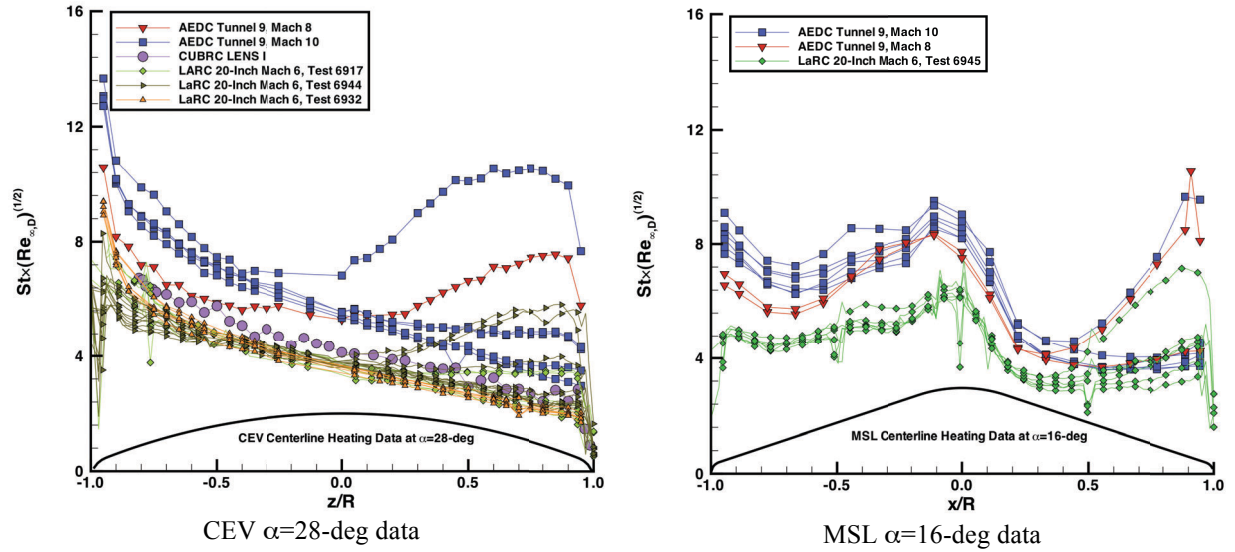 AEDC Tunnel 9, Mach 8
AEDC Tunnel 9, Mach 10
CUBRC LENS I
LARC 20-Inch Mach 6, Test 6917
LaRC 20-Inch Mach 6, Test 6944
LaRC 20-Inch Mach 6, Test 6932
16
12
8
4
0
St×(Re∞,D)(1/2)
CEV Centerline Heating Data at α=28-deg
-1.0 -0.5 0.0 0.5 1.0
z/R
CEV α=28-deg data
AEDC Tunnel 9, Mach 10
AEDC Tunnel 9, Mach 8
LaRC 20-Inch Mach 6, Test 6945
16
12
8
4
0
St×(Re∞,D)(1/2)
MSL Centerline Heating Data at α=16-deg
-1.0 -0.5 0.0 0.5 1.0
x/R
MSL α=16-deg data